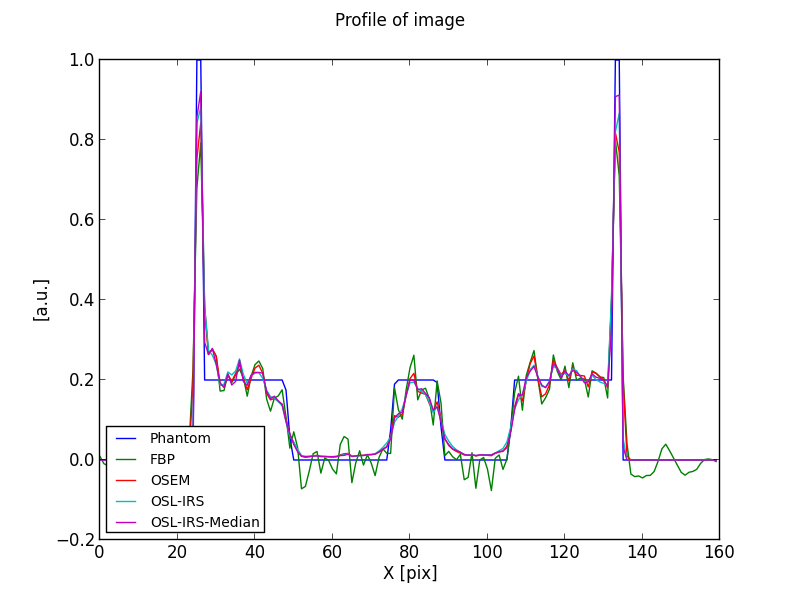 Profile of image
1.0
0.8
0.6
0.4
0.2
0.0
−0.2
[a.u.]
Phantom
FBP
OSEM
OSL-IRS
OSL-IRS-Median
0 20 40 60 80 100 120 140 160
X [pix]